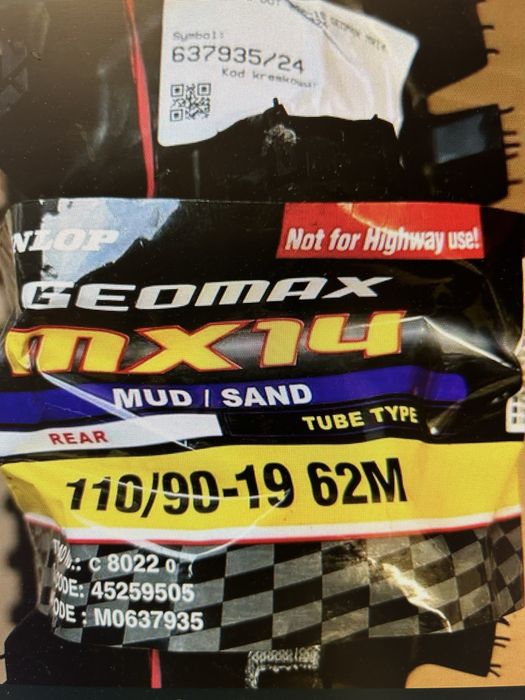 Symbol:
637935/24
Kod kreskowy:
NLOP
Not for Highway use!
GEOMAX
MX14
MUD / SAND
REAR
TUBE TYPE
110/90-19 62M
.: C 8022 0
CODE: 45259505
ODE : M0637935